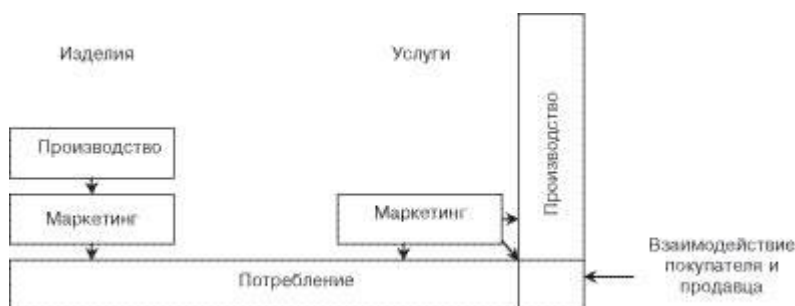 Изделия
Услуги
Производство
Производство
Маркетинг
Маркетинг
Потребление
Взаимодействие
покупателя и
продавца